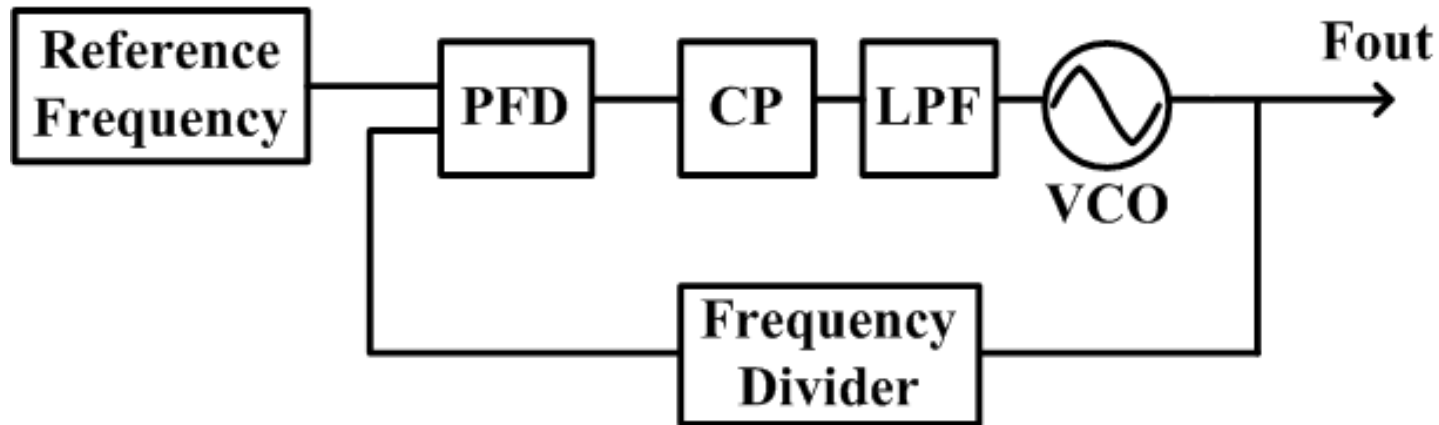 Reference
Frequency
PFD
CP
LPF
VCO
Fout
Frequency
Divider